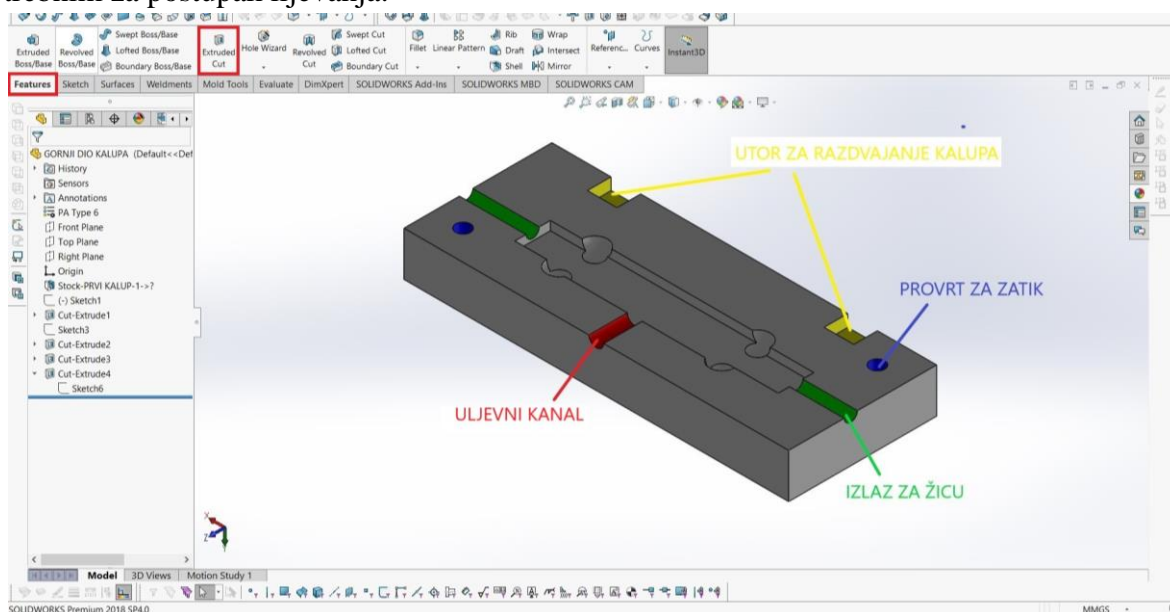 za postupak lijevanja.
Extruded Boss/Base
Revolved Boss/Base
Swept Boss/Base
Lofted Boss/Base
Boundary Boss/Base
Extruded Cut
Hole Wizard
Revolved Cut
Swept Cut
Lofted Cut
Boundary Cut
Fillet
Linear Pattern
Rib
Draft
Shell
Wrap
Intersect
Mirror
Referenc...
Curves
Instant3D
Features Sketch Surfaces Weldments Mold Tools Evaluate DimXpert SOLIDWORKS Add-Ins SOLIDWORKS MBD SOLIDWORKS CAM
GORNJI DIO KALUPA (Default<<Def
History
Sensors
Annotations
PA Type 6
Front Plane
Top Plane
Right Plane
Origin
Stock-PRVI KALUP-1->?
(-) Sketch1
Cut-Extrude1
Sketch3
Cut-Extrude2
Cut-Extrude3
Cut-Extrude4
Sketch6
UTOR ZA RAZDVAJANJE KALUPA
PROVRT ZA ZATIK
ULJEVNI KANAL
IZLAZ ZA ŽICU
Model 3D Views Motion Study 1
SOLIDWORKS Premium 2018 SP4.0
MMGS